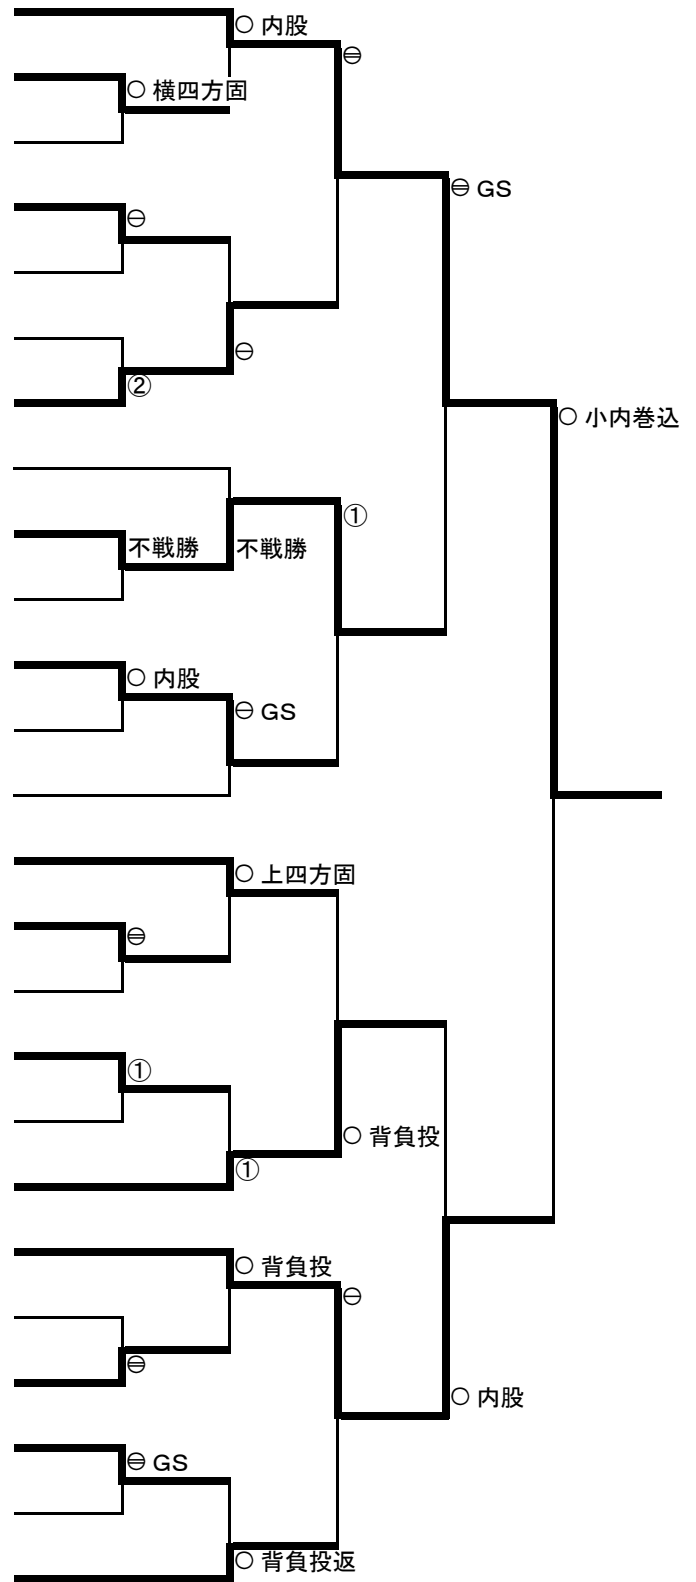 ○ 内股
⊖
○ 横四方固
⊖ GS
⊖
⊖
②
○ 小内巻込
①
不戦勝
不戦勝
○ 内股
⊖ GS
○ 上四方固
⊖
①
○ 背負投
①
○ 背負投
⊖
⊖
○ 内股
⊖ GS
○ 背負投返